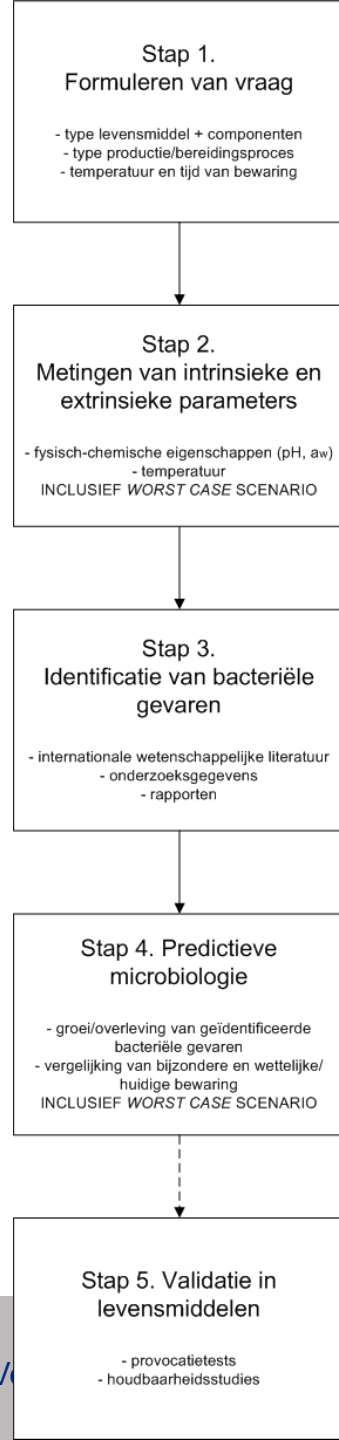 Stap 1.
Formuleren van vraag
- type levensmiddel + componenten
- type productie/bereidingsproces
- temperatuur en tijd van bewaring
Stap 2.
Metingen van intrinsieke en
extrinsieke parameters
- fysisch-chemische eigenschappen (pH, aw)
- temperatuur
INCLUSIEF WORST CASE SCENARIO
Stap 3.
Identificatie van bacteriële
gevaren
- internationale wetenschappelijke literatuur
- onderzoeksgegevens
- rapporten
Stap 4. Predictieve
microbiologie
- groei/overleving van geïdentificeerde
bacteriële gevaren
- vergelijking van bijzondere en wettelijke/
huidige bewaring
INCLUSIEF WORST CASE SCENARIO
Stap 5. Validatie in
levensmiddelen
- provocatietests
- houdbaarheidsstudies